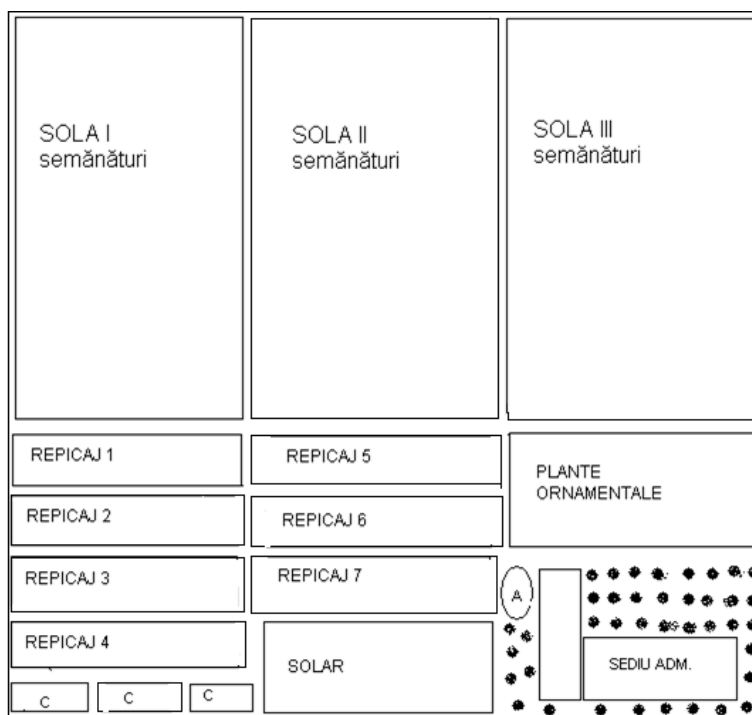 SOLA I
semănături
SOLA II
semănături
SOLA III
semănături
REPICAJ 1
REPICAJ 5
PLANTE
ORNAMENTALE
REPICAJ 2
REPICAJ 6
REPICAJ 3
REPICAJ 7
A
REPICAJ 4
SOLAR
SEDIU ADM.
C
C
C